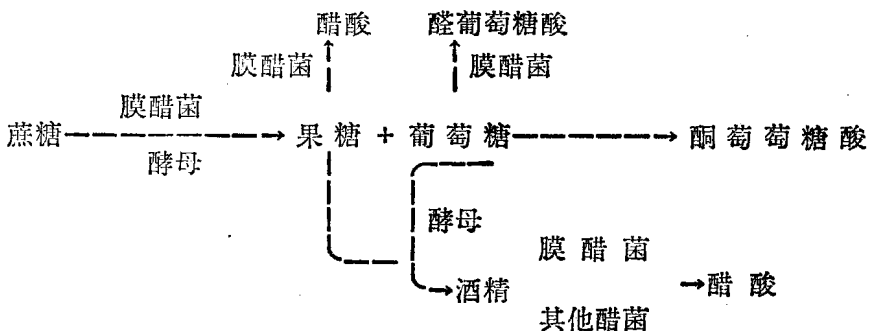 醋酸 醛葡萄糖酸
膜醋菌 膜醋菌
膜醋菌
蔗糖 果糖 + 葡萄糖 酮萄萄糖酸
酵母
酵母
膜醋菌
酒精 醋酸
其他醋菌